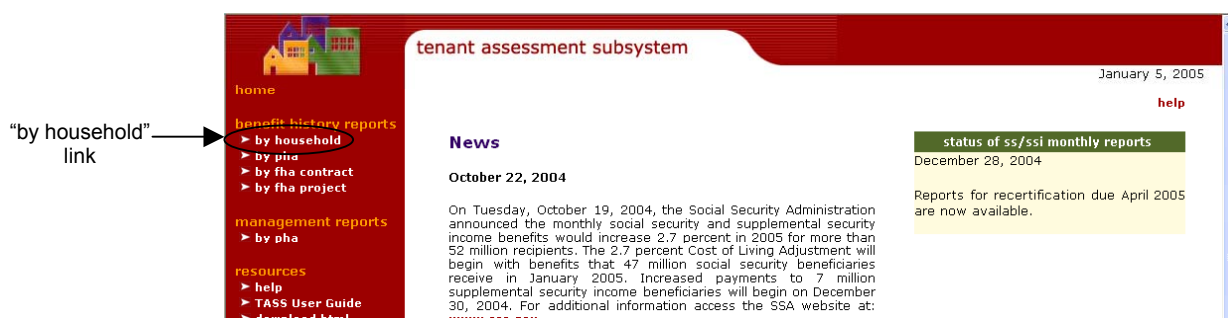 "by household"
link
tenant assessment subsystem
January 5, 2005
help
home
benefit history reports
by household
by pha
by fha contract
by fha project
management reports
by pha
resources
help
TASS User Guide
download html
News
October 22, 2004
On Tuesday, October 19, 2004, the Social Security Administration
announced the monthly social security and supplemental security
income benefits would increase 2.7 percent in 2005 for more than
52 million recipients. The 2.7 percent Cost of Living Adjustment will
begin with benefits that 47 million social security beneficiaries
receive in January 2005. Increased payments to 7 million
supplemental security income beneficiaries will begin on December
30, 2004. For additional information access the SSA website at:
status of ss/ssi monthly reports
December 28, 2004
Reports for recertification due April 2005
are now available.